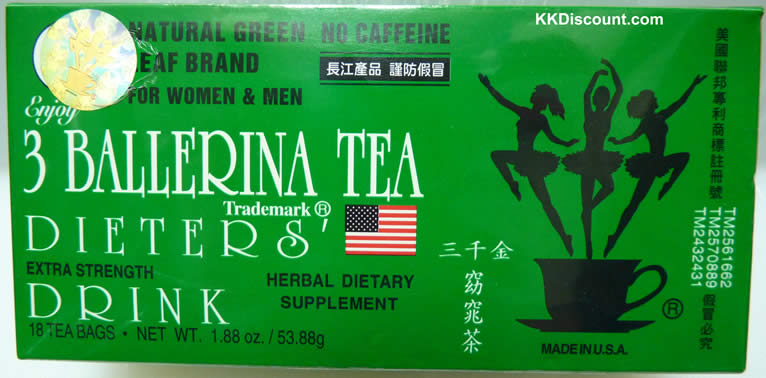 KKDiscount.com
NATURAL GREEN NO CAFFEINE
LEAF BRAND
長江產品 謹防假冒
FOR WOMEN & MEN
Enjoy
3 BALLERINA TEA
Trademark ®
DIETERS'
EXTRA STRENGTH
DRINK
HERBAL DIETARY
SUPPLEMENT
18 TEA BAGS • NET WT. 1.88 oz. / 53.88g
三千金
窈窕茶
®
MADE IN U.S.A.
美國聯邦專利商標註冊號
TM2561662
TM2570889
TM2432431
假冒必究